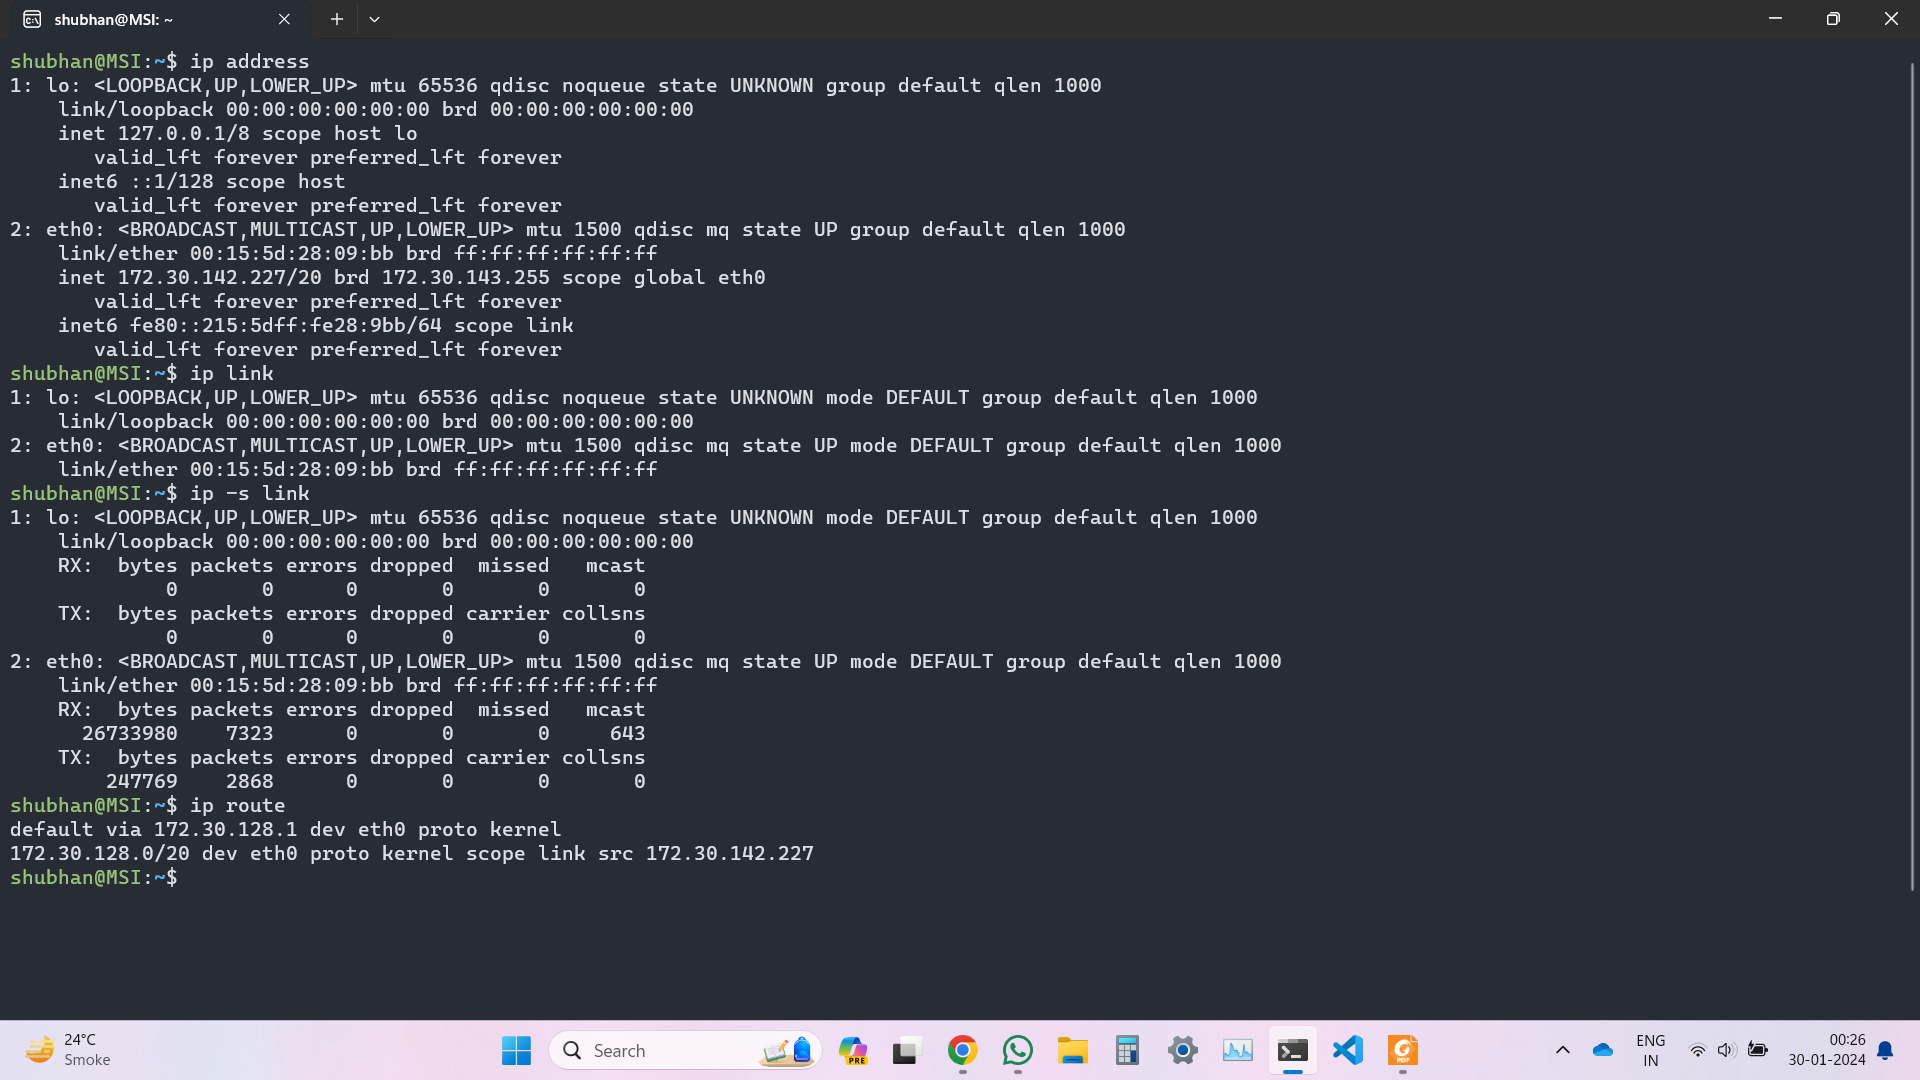 shubhan@MSI: ~
shubhan@MSI:~$ ip address
1: lo: <LOOPBACK,UP,LOWER_UP> mtu 65536 qdisc noqueue state UNKNOWN group default qlen 1000
    link/loopback 00:00:00:00:00:00 brd 00:00:00:00:00:00
    inet 127.0.0.1/8 scope host lo
       valid_lft forever preferred_lft forever
    inet6 ::1/128 scope host
       valid_lft forever preferred_lft forever
2: eth0: <BROADCAST,MULTICAST,UP,LOWER_UP> mtu 1500 qdisc mq state UP group default qlen 1000
    link/ether 00:15:5d:28:09:bb brd ff:ff:ff:ff:ff:ff
    inet 172.30.142.227/20 brd 172.30.143.255 scope global eth0
       valid_lft forever preferred_lft forever
    inet6 fe80::215:5dff:fe28:9bb/64 scope link
       valid_lft forever preferred_lft forever
shubhan@MSI:~$ ip link
1: lo: <LOOPBACK,UP,LOWER_UP> mtu 65536 qdisc noqueue state UNKNOWN mode DEFAULT group default qlen 1000
    link/loopback 00:00:00:00:00:00 brd 00:00:00:00:00:00
2: eth0: <BROADCAST,MULTICAST,UP,LOWER_UP> mtu 1500 qdisc mq state UP mode DEFAULT group default qlen 1000
    link/ether 00:15:5d:28:09:bb brd ff:ff:ff:ff:ff:ff
shubhan@MSI:~$ ip -s link
1: lo: <LOOPBACK,UP,LOWER_UP> mtu 65536 qdisc noqueue state UNKNOWN mode DEFAULT group default qlen 1000
    link/loopback 00:00:00:00:00:00 brd 00:00:00:00:00:00
    RX:  bytes packets errors dropped  missed   mcast
             0       0      0       0       0       0
    TX:  bytes packets errors dropped carrier collsns
             0       0      0       0       0       0
2: eth0: <BROADCAST,MULTICAST,UP,LOWER_UP> mtu 1500 qdisc mq state UP mode DEFAULT group default qlen 1000
    link/ether 00:15:5d:28:09:bb brd ff:ff:ff:ff:ff:ff
    RX:  bytes packets errors dropped  missed   mcast
      26733980    7323      0       0       0     643
    TX:  bytes packets errors dropped carrier collsns
        247769    2868      0       0       0       0
shubhan@MSI:~$ ip route
default via 172.30.128.1 dev eth0 proto kernel
172.30.128.0/20 dev eth0 proto kernel scope link src 172.30.142.227
shubhan@MSI:~$
24°C
Smoke
Search
PRE
PDF
ENG
IN
00:26
30-01-2024